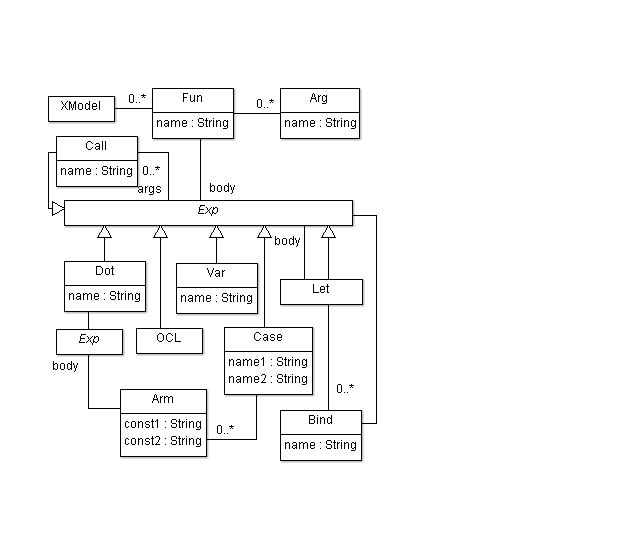 Fun
Arg
XModel
0..*
0..*
name : String
name : String
Call
name : String
0..*
args
body
Exp
body
Dot
name : String
Var
name : String
Let
Exp
OCL
Case
name1 : String
name2 : String
body
Arm
const1 : String
const2 : String
0..*
0..*
Bind
name : String